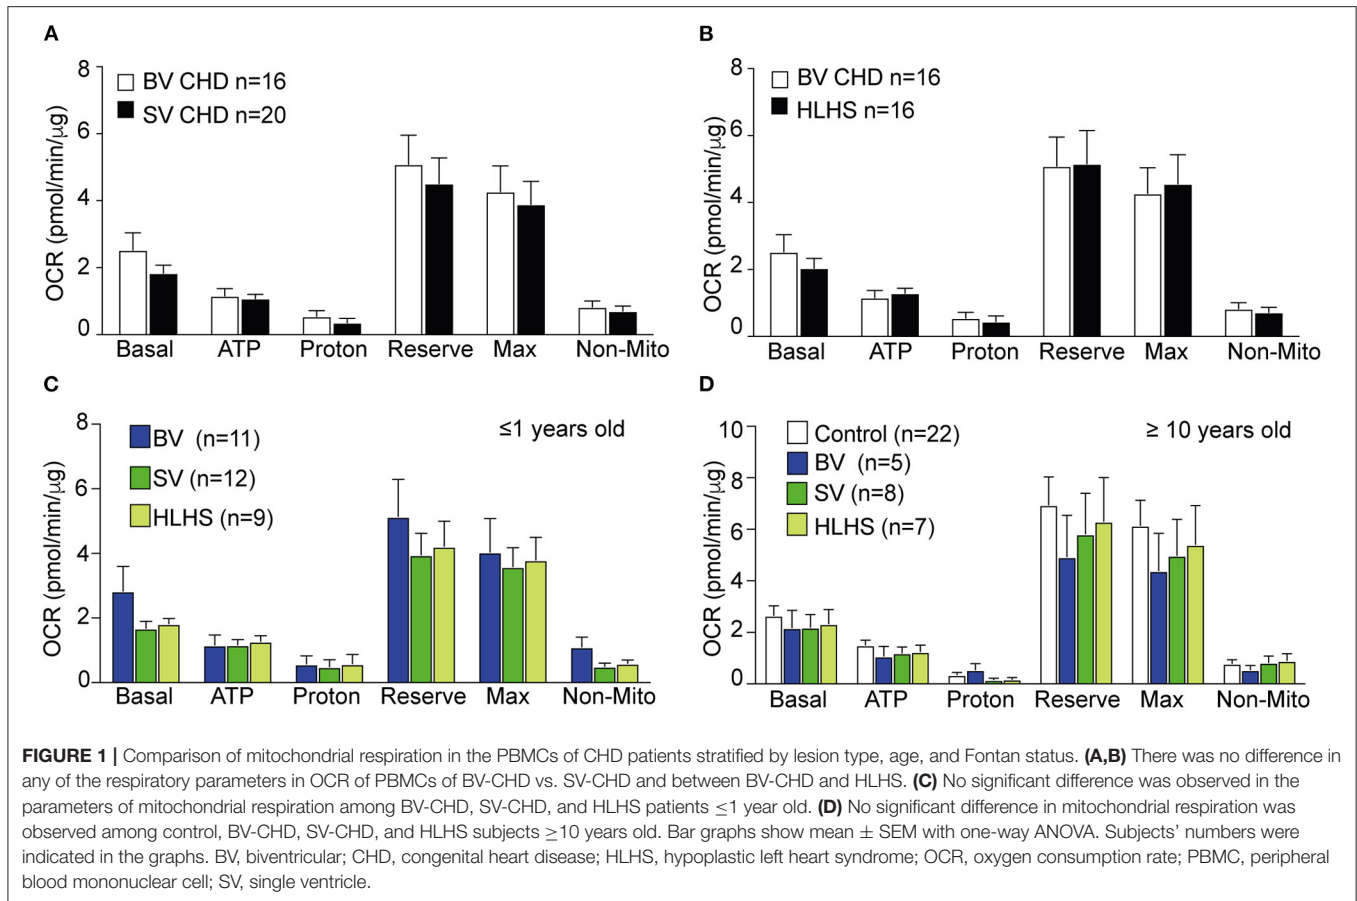 A
8
6
4
2
0
OCR (pmol/min/µg)
BV CHD n=16
SV CHD n=20
Basal ATP Proton Reserve Max Non-Mito
B
8
6
4
2
0
OCR (pmol/min/µg)
BV CHD n=16
HLHS n=16
Basal ATP Proton Reserve Max Non-Mito
C
8
6
4
2
0
OCR (pmol/min/µg)
BV (n=11)
SV (n=12)
HLHS (n=9)
≤1 years old
Basal ATP Proton Reserve Max Non-Mito
D
10
8
6
4
2
0
OCR (pmol/min/µg)
Control (n=22)
BV (n=5)
SV (n=8)
HLHS (n=7)
≥ 10 years old
Basal ATP Proton Reserve Max Non-Mito
FIGURE 1 | Comparison of mitochondrial respiration in the PBMCs of CHD patients stratified by lesion type, age, and Fontan status. (A,B) There was no difference in
any of the respiratory parameters in OCR of PBMCs of BV-CHD vs. SV-CHD and between BV-CHD and HLHS. (C) No significant difference was observed in the
parameters of mitochondrial respiration among BV-CHD, SV-CHD, and HLHS patients ≤1 year old. (D) No significant difference in mitochondrial respiration was
observed among control, BV-CHD, SV-CHD, and HLHS subjects ≥10 years old. Bar graphs show mean ± SEM with one-way ANOVA. Subjects' numbers were
indicated in the graphs. BV, biventricular; CHD, congenital heart disease; HLHS, hypoplastic left heart syndrome; OCR, oxygen consumption rate; PBMC, peripheral
blood mononuclear cell; SV, single ventricle.